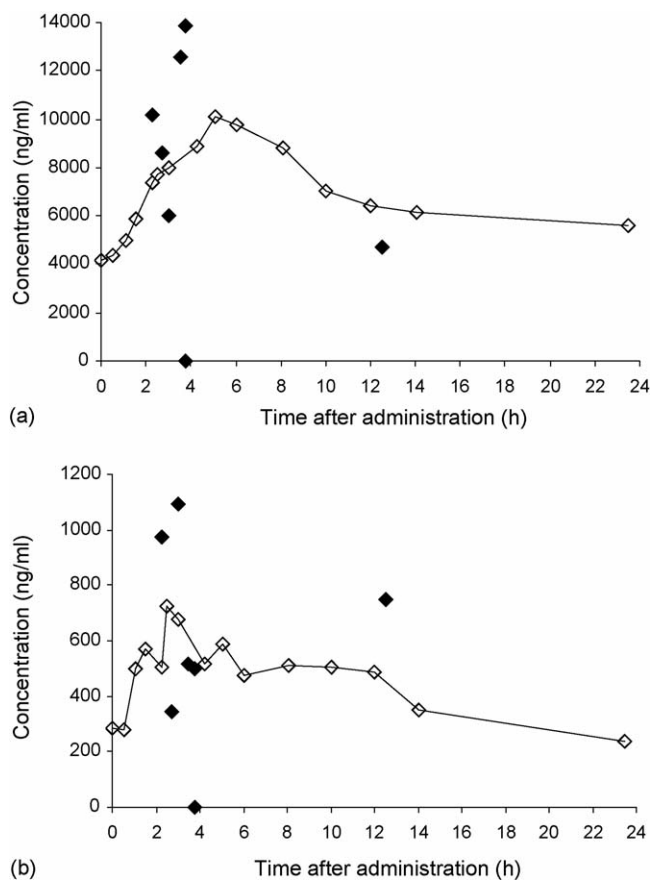 14000
12000
10000
8000
6000
4000
2000
0
Concentration (ng/ml)
0 2 4 6 8 10 12 14 16 18 20 22 24
(a) Time after administration (h)
1200
1000
800
600
400
200
0
Concentration (ng/ml)
0 2 4 6 8 10 12 14 16 18 20 22 24
(b) Time after administration (h)